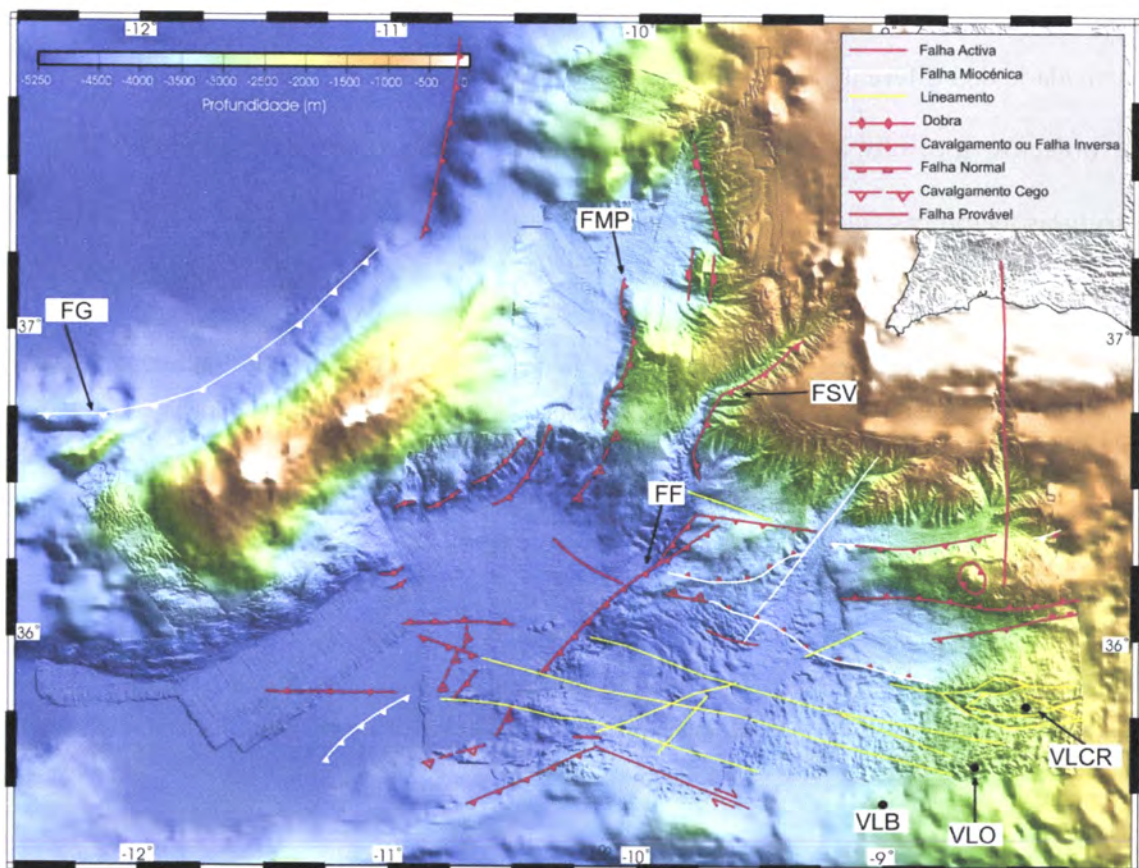 -12° -11° -10°
-5250 -4500 -4000 -3500 -3000 -2500 -2000 -1500 -1000 -500 0
Profundidade (m)
Falha Activa
Falha Miocénica
Lineamento
Dobra
Cavalgamento ou Falha Inversa
Falha Normal
Cavalgamento Cego
Falha Provável
FMP
FG
37° 37°
FSV
FF
36° 36°
VLCR
VLB
VLO
-12° -11° -10° -9°